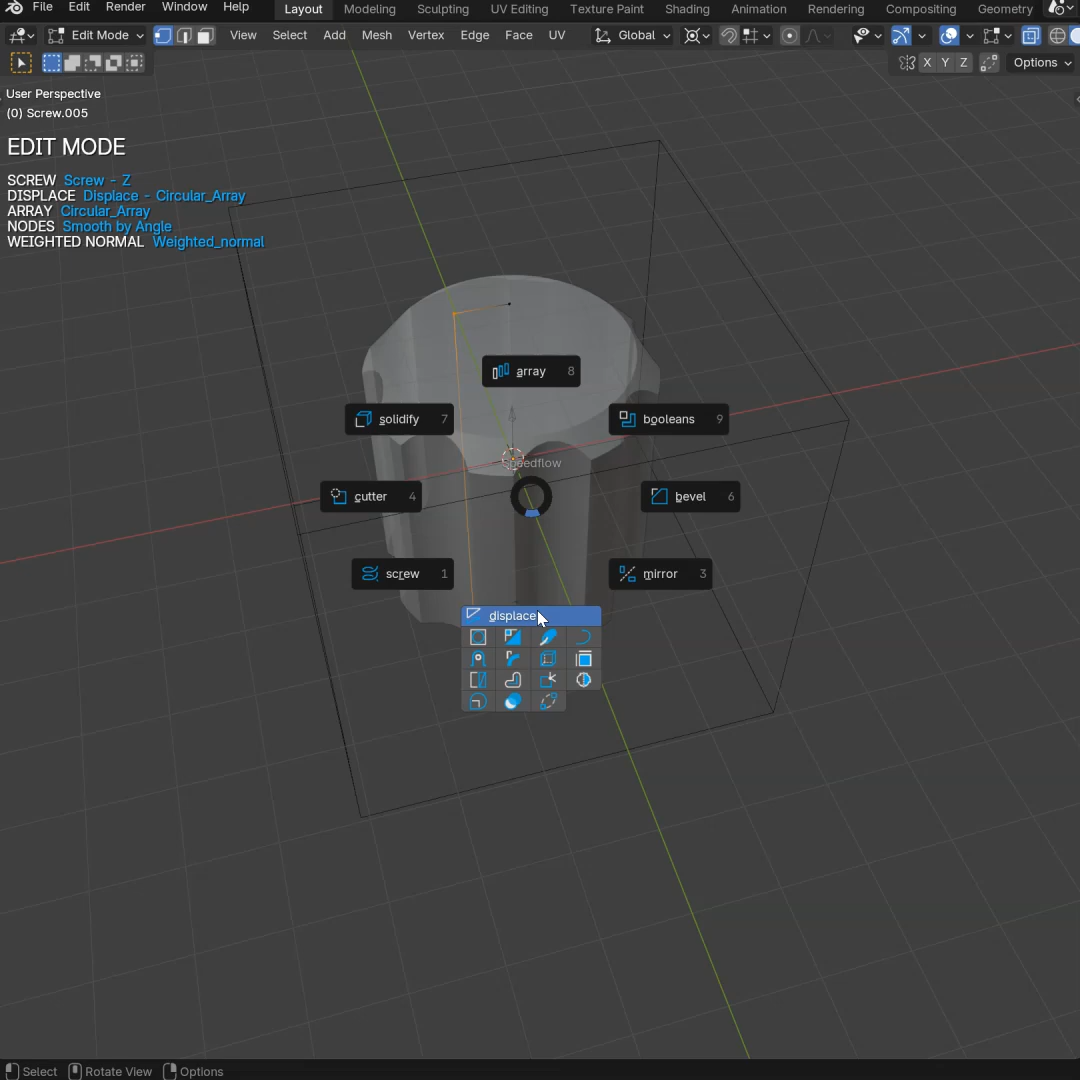 File Edit Render Window Help Layout Modeling Sculpting UV Editing Texture Paint Shading Animation Rendering Compositing Geometry
Edit Mode View Select Add Mesh Vertex Edge Face UV Global
X Y Z Options
User Perspective
(0) Screw.005
EDIT MODE
SCREW Screw - Z
DISPLACE Displace - Circular_Array
ARRAY Circular_Array
NODES Smooth by Angle
WEIGHTED NORMAL Weighted_normal
array 8
solidify 7
booleans 9
Speedflow
cutter 4
bevel 6
screw 1
mirror 3
displace
Select Rotate View Options